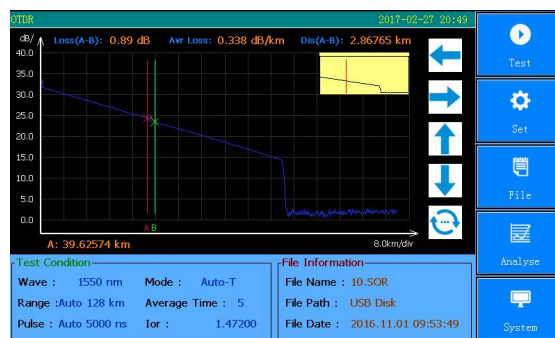 OTDR 2017-02-27 20:49
dB/ Loss(A-B): 0.89 dB Avr Loss: 0.338 dB/km Dis(A-B): 2.86765 km
40.0
35.0
30.0
25.0
20.0
15.0
10.0
5.0
0.0
A B
A: 39.62574 km 8.0km/div
Test Condition
Wave : 1550 nm Mode : Auto-T
Range :Auto 128 km Average Time : 5
Pulse : Auto 5000 ns Ior : 1.47200
File Information
File Name : 10.SOR
File Path : USB Disk
File Date : 2016.11.01 09:53:49
Test
Set
File
Analyse
System